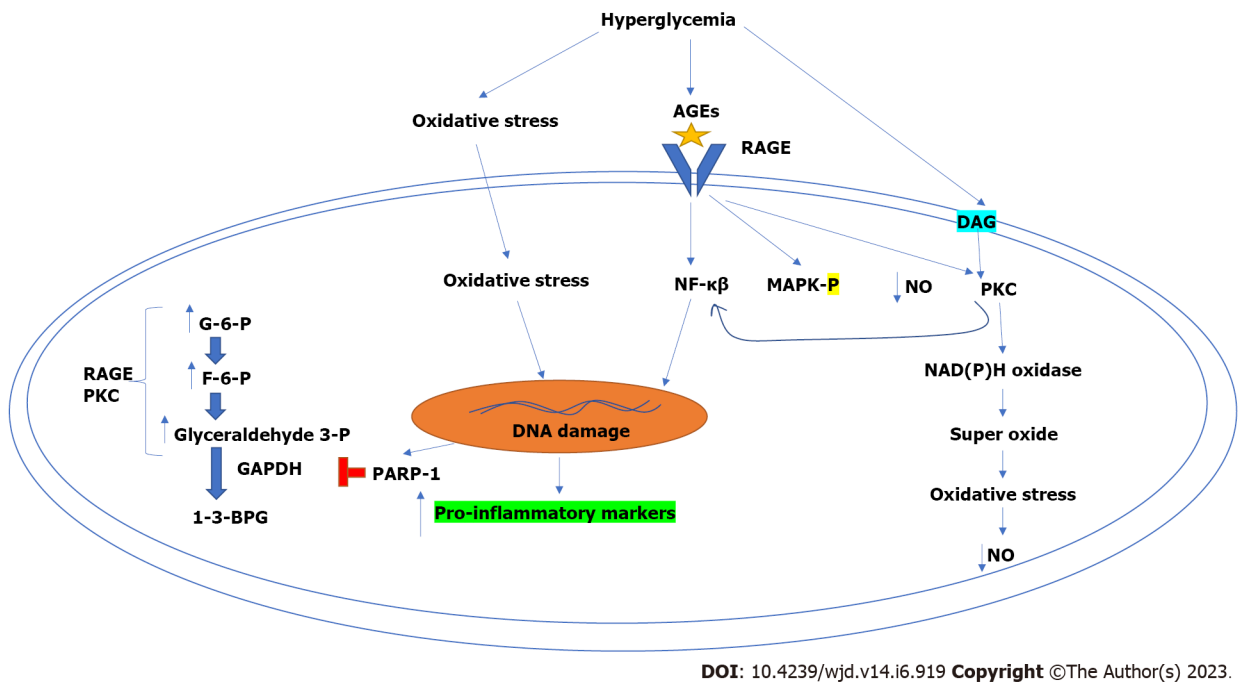 Hyperglycemia
AGEs
Oxidative stress
RAGE
DAG
Oxidative stress
NF-κβ
MAPK-P
NO
PKC
G-6-P
F-6-P
RAGE
PKC
Glyceraldehyde 3-P
GAPDH
1-3-BPG
DNA damage
PARP-1
Pro-inflammatory markers
NAD(P)H oxidase
Super oxide
Oxidative stress
NO
DOI: 10.4239/wjd.v14.i6.919 Copyright ©The Author(s) 2023.